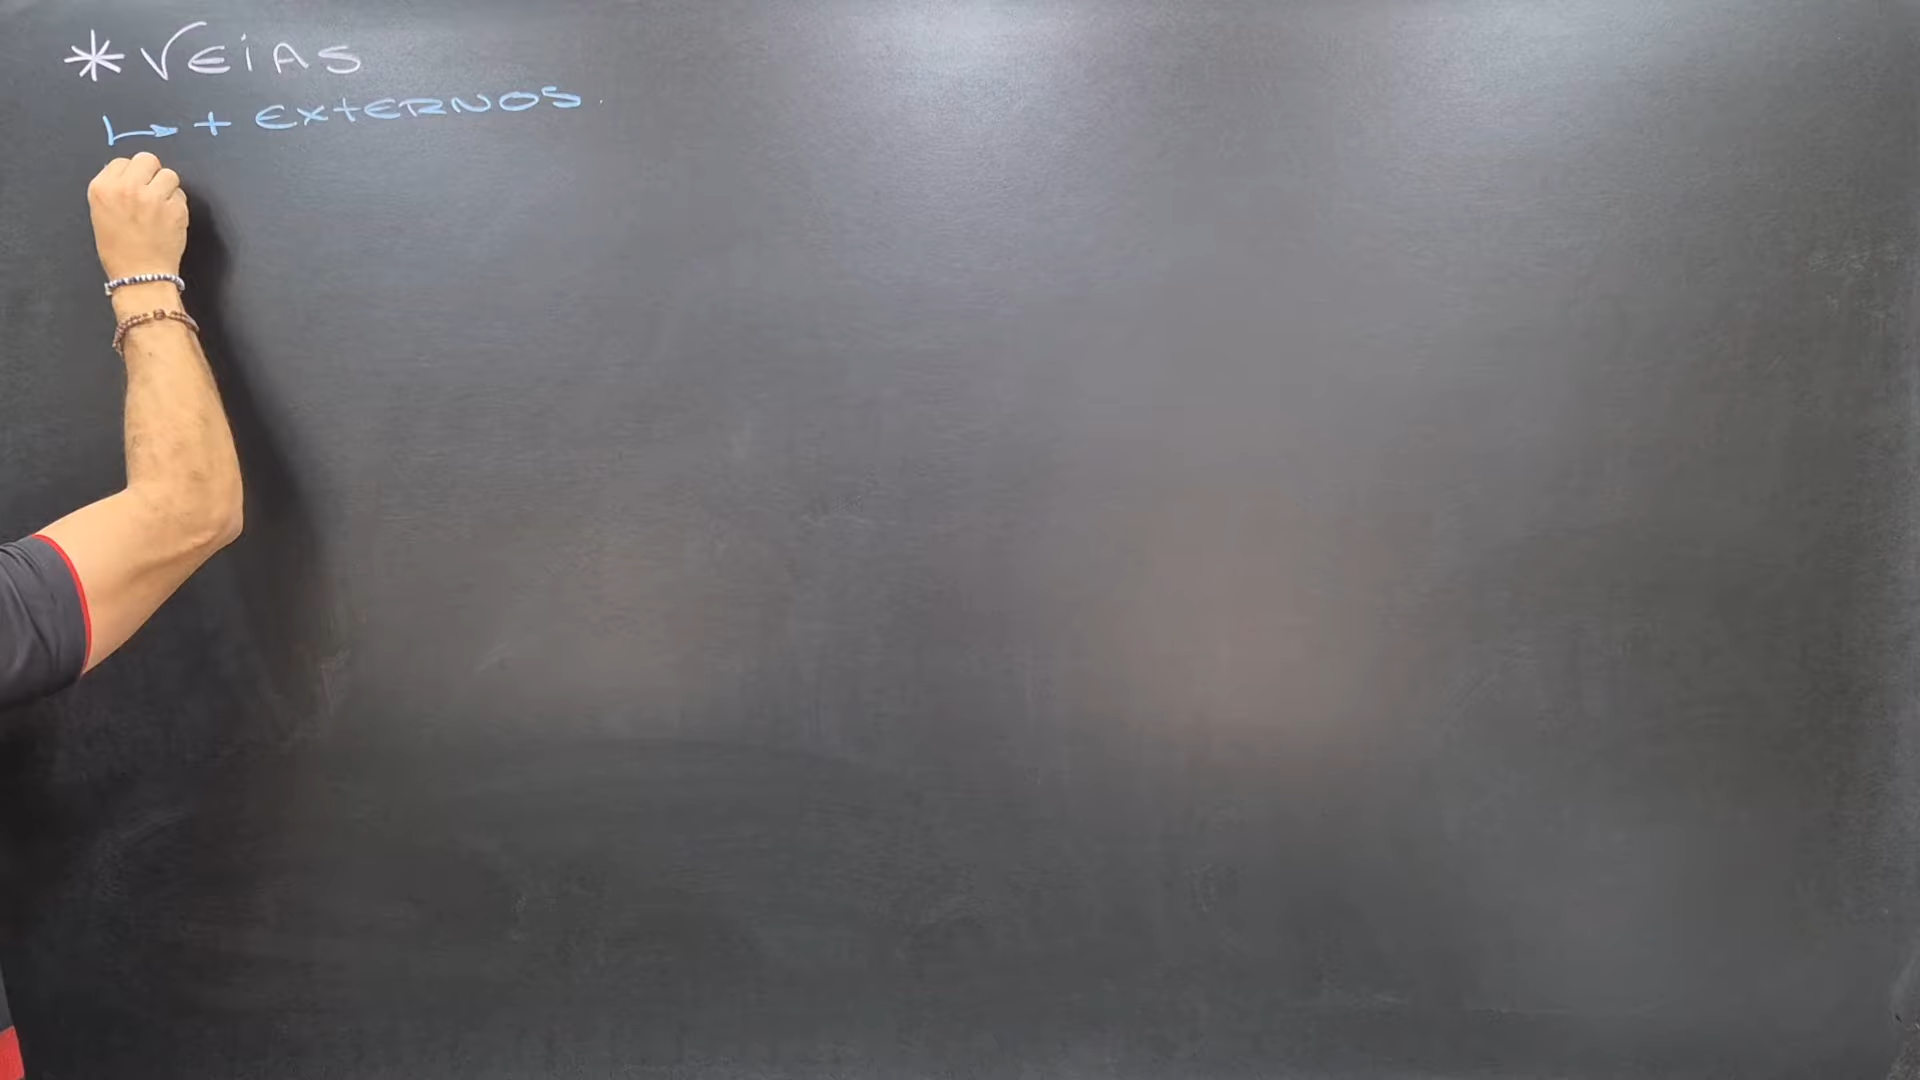 * VEiAS
↳ + EXTERNOS